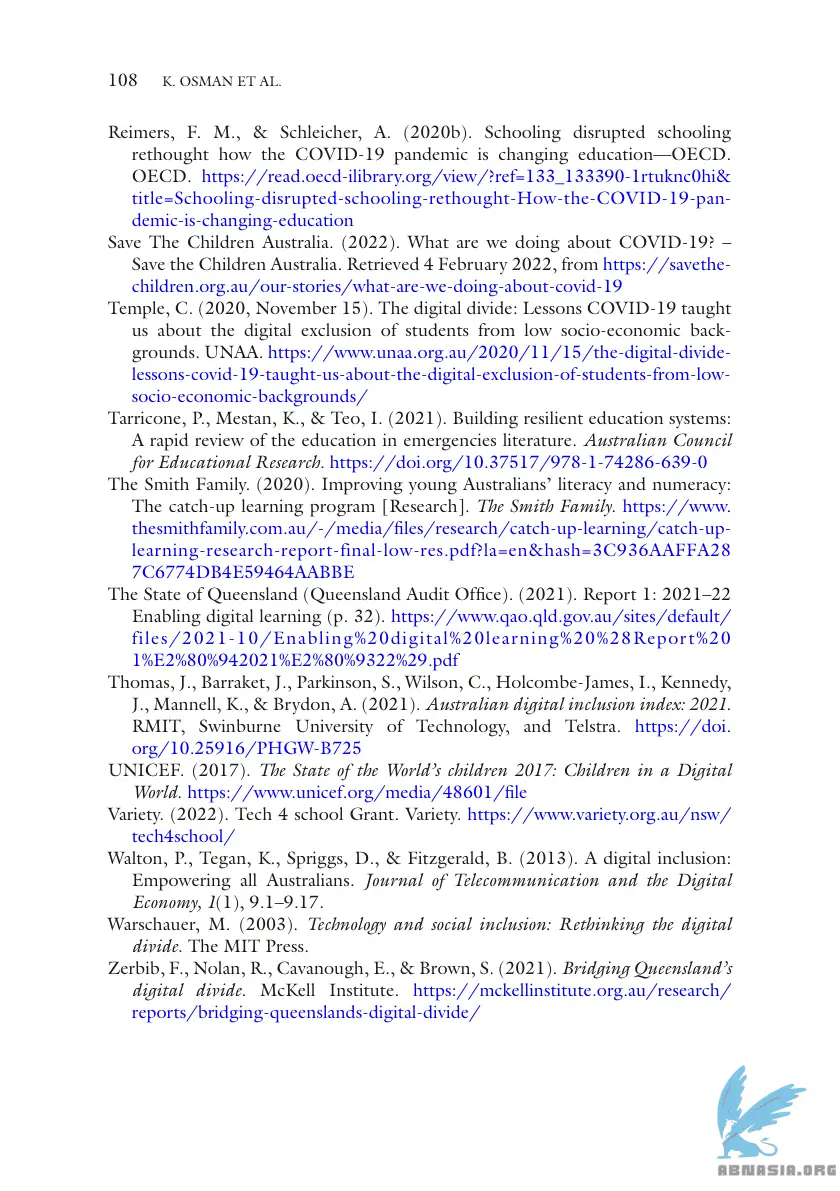 108 K. OSMAN ET AL.
Reimers, F. M., & Schleicher, A. (2020b). Schooling disrupted schooling
rethought how the COVID-19 pandemic is changing education—OECD.
OECD. https://read.oecd-ilibrary.org/view/?ref=133_133390-1rtuknc0hi&
title=Schooling-disrupted-schooling-rethought-How-the-COVID-19-pan-
demic-is-changing-education
Save The Children Australia. (2022). What are we doing about COVID-19? –
Save the Children Australia. Retrieved 4 February 2022, from https://savethe-
children.org.au/our-stories/what-are-we-doing-about-covid-19
Temple, C. (2020, November 15). The digital divide: Lessons COVID-19 taught
us about the digital exclusion of students from low socio-economic back-
grounds. UNAA. https://www.unaa.org.au/2020/11/15/the-digital-divide-
lessons-covid-19-taught-us-about-the-digital-exclusion-of-students-from-low-
socio-economic-backgrounds/
Tarricone, P., Mestan, K., & Teo, I. (2021). Building resilient education systems:
A rapid review of the education in emergencies literature. Australian Council
for Educational Research. https://doi.org/10.37517/978-1-74286-639-0
The Smith Family. (2020). Improving young Australians' literacy and numeracy:
The catch-up learning program [Research]. The Smith Family. https://www.
thesmithfamily.com.au/-/media/files/research/catch-up-learning/catch-up-
learning-research-report-final-low-res.pdf?la=en&hash=3C936AAFFA28
7C6774DB4E59464AABBE
The State of Queensland (Queensland Audit Office). (2021). Report 1: 2021–22
Enabling digital learning (p. 32). https://www.qao.qld.gov.au/sites/default/
files/2021-10/Enabling%20digital%20learning%20%28Report%20
1%E2%80%942021%E2%80%9322%29.pdf
Thomas, J., Barraket, J., Parkinson, S., Wilson, C., Holcombe-James, I., Kennedy,
J., Mannell, K., & Brydon, A. (2021). Australian digital inclusion index: 2021.
RMIT, Swinburne University of Technology, and Telstra. https://doi.
org/10.25916/PHGW-B725
UNICEF. (2017). The State of the World's children 2017: Children in a Digital
World. https://www.unicef.org/media/48601/file
Variety. (2022). Tech 4 school Grant. Variety. https://www.variety.org.au/nsw/
tech4school/
Walton, P., Tegan, K., Spriggs, D., & Fitzgerald, B. (2013). A digital inclusion:
Empowering all Australians. Journal of Telecommunication and the Digital
Economy, 1(1), 9.1–9.17.
Warschauer, M. (2003). Technology and social inclusion: Rethinking the digital
divide. The MIT Press.
Zerbib, F., Nolan, R., Cavanough, E., & Brown, S. (2021). Bridging Queensland's
digital divide. McKell Institute. https://mckellinstitute.org.au/research/
reports/bridging-queenslands-digital-divide/
ABNASIA.ORG